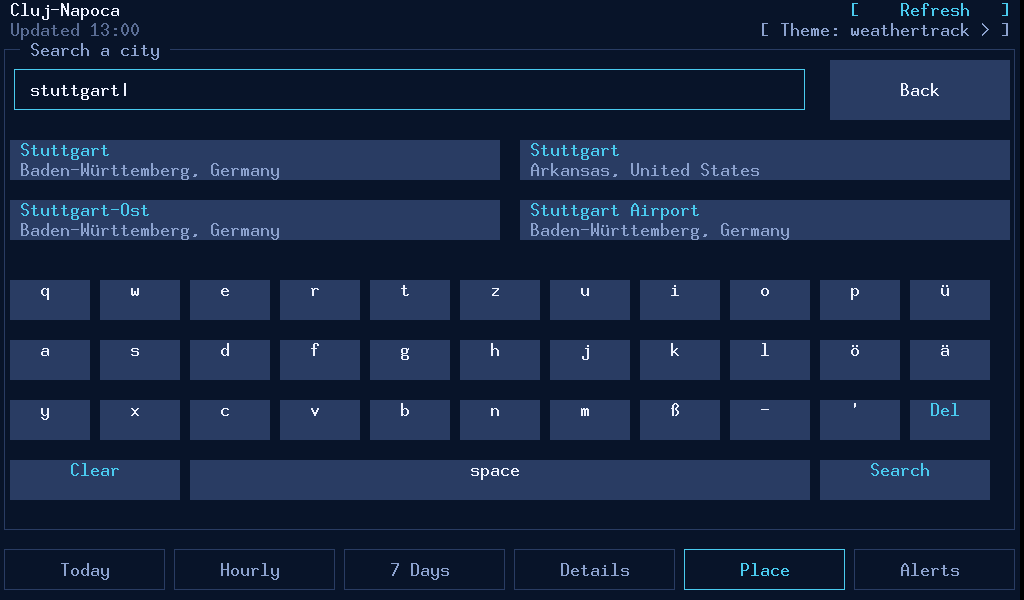 Cluj-Napoca [ Refresh ]
Updated 13:00 [ Theme: weathertrack > ]
Search a city
stuttgart|
Back
Stuttgart
Baden-Württemberg, Germany
Stuttgart
Arkansas, United States
Stuttgart-Ost
Baden-Württemberg, Germany
Stuttgart Airport
Baden-Württemberg, Germany
q w e r t z u i o p ü
a s d f g h j k l ö ä
y x c v b n m ß - ' Del
Clear space Search
Today Hourly 7 Days Details Place Alerts